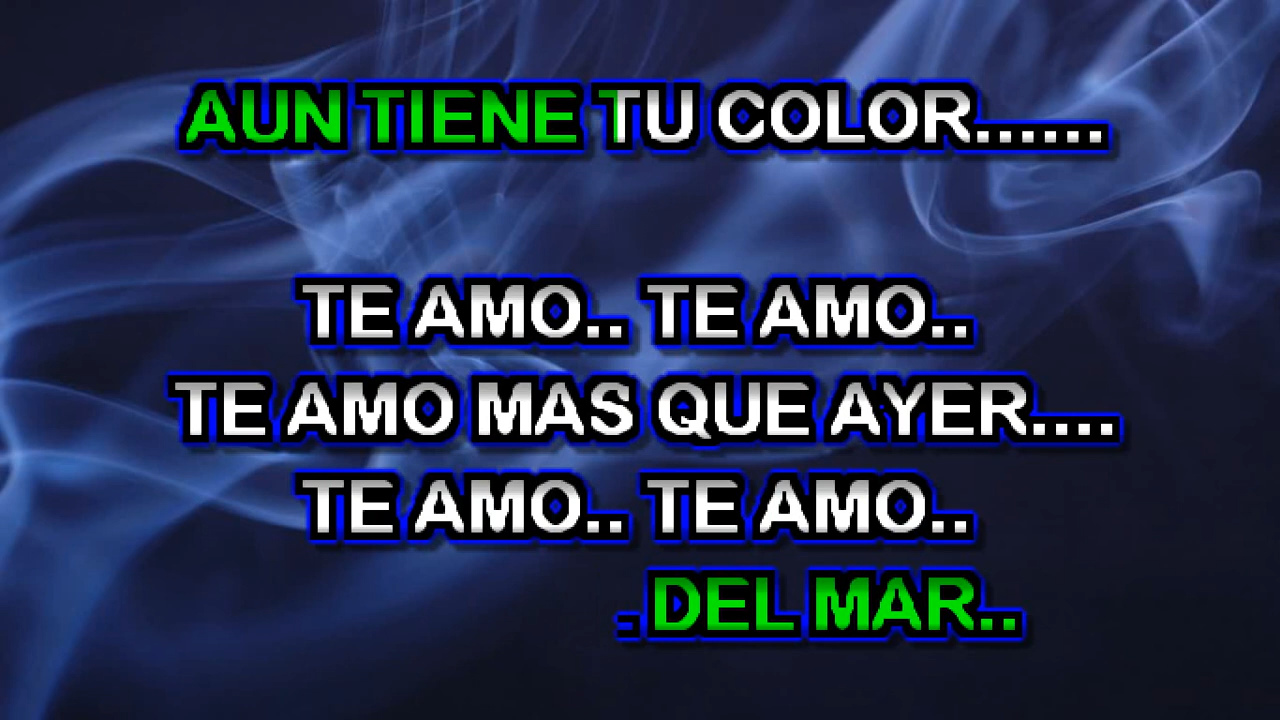 AUN TIENE TU COLOR......
TE AMO.. TE AMO..
TE AMO MAS QUE AYER....
TE AMO.. TE AMO..
DEL MAR..